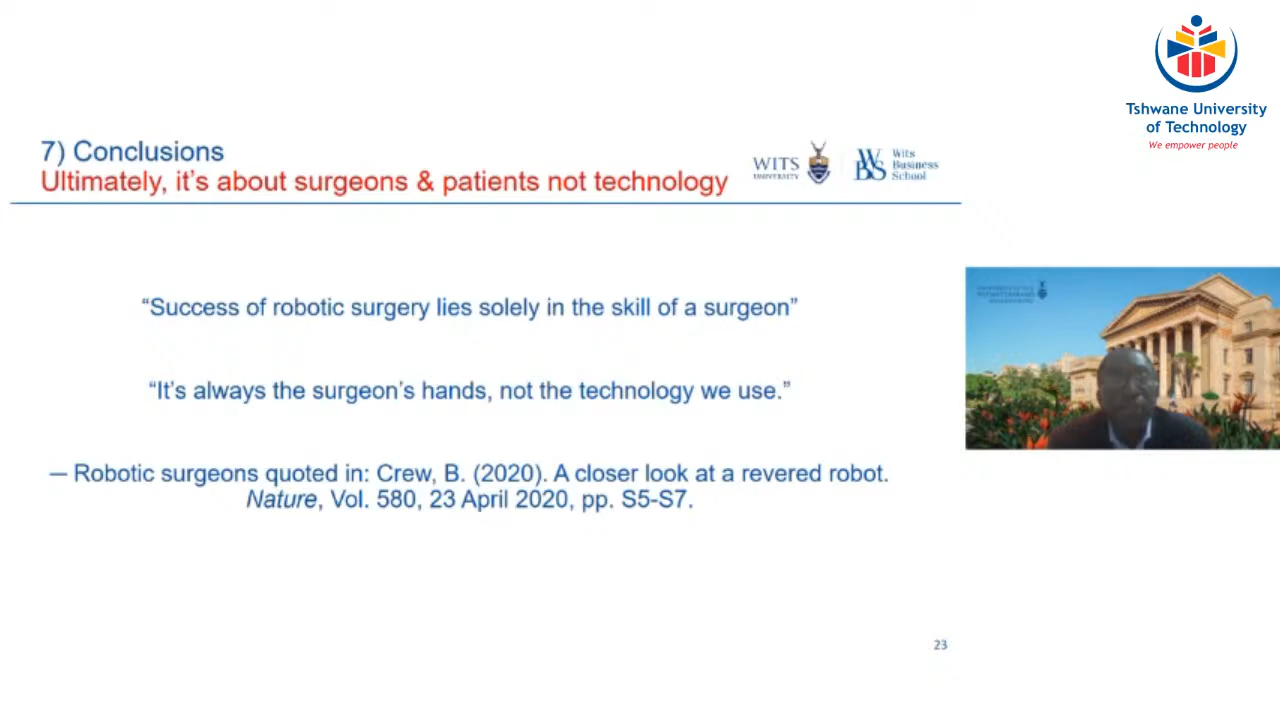 Tshwane University
of Technology
We empower people
7) Conclusions
Ultimately, it's about surgeons & patients not technology
WITS
UNIVERSITY
WBS
Wits
Business
School
“Success of robotic surgery lies solely in the skill of a surgeon”
“It's always the surgeon's hands, not the technology we use.”
— Robotic surgeons quoted in: Crew, B. (2020). A closer look at a revered robot.
Nature, Vol. 580, 23 April 2020, pp. S5-S7.
23